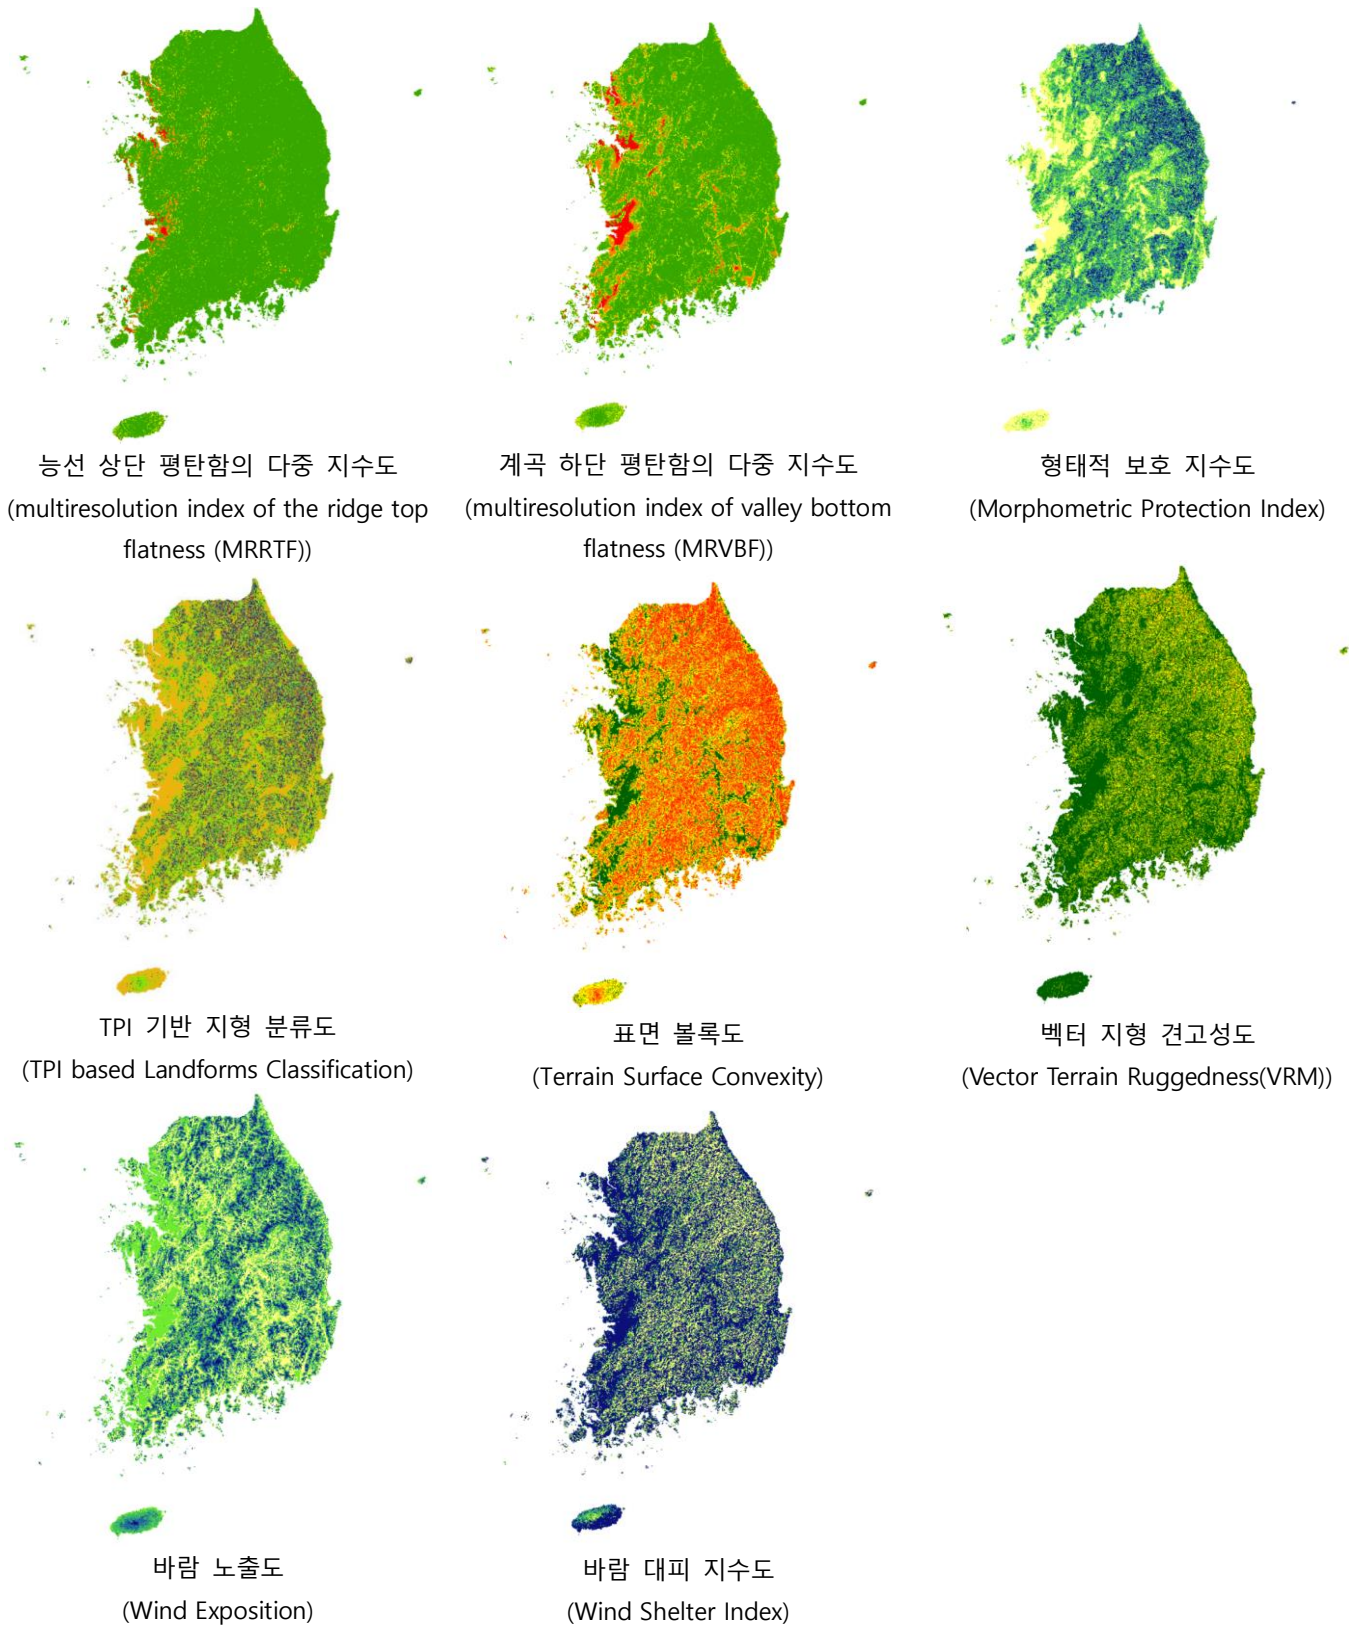 능선 상단 평탄함의 다중 지수도
(multiresolution index of the ridge top
flatness (MRRTF))
계곡 하단 평탄함의 다중 지수도
(multiresolution index of valley bottom
flatness (MRVBF))
형태적 보호 지수도
(Morphometric Protection Index)
TPI 기반 지형 분류도
(TPI based Landforms Classification)
표면 볼록도
(Terrain Surface Convexity)
벡터 지형 견고성도
(Vector Terrain Ruggedness(VRM))
바람 노출도
(Wind Exposition)
바람 대피 지수도
(Wind Shelter Index)